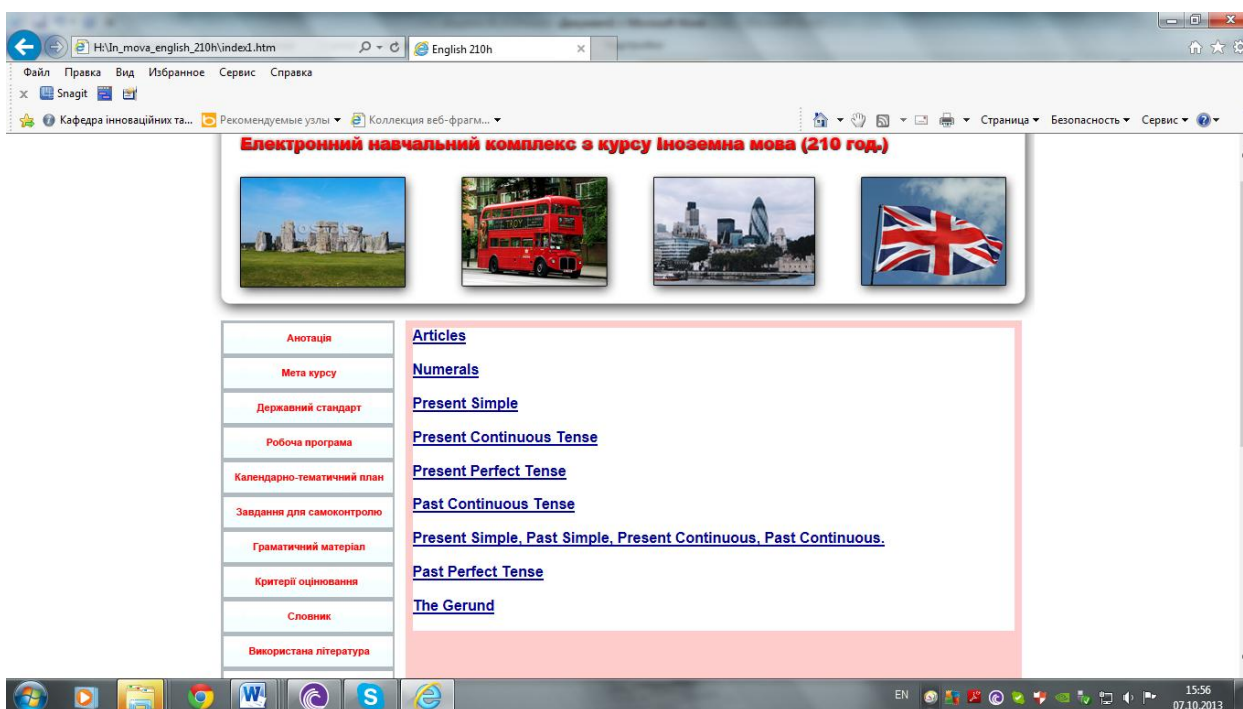 H:\In_mova_english_210h\index1.htm
English 210h
Файл Правка Вид Избранное Сервис Справка
x Snagit
Кафедра інноваційних та... Рекомендуемые узлы Коллекция веб-фрагм... Страница Безопасность Сервис
Електронний навчальний комплекс з курсу Іноземна мова (210 год.)
TROY
Анотація
Мета курсу
Державний стандарт
Робоча програма
Календарно-тематичний план
Завдання для самоконтролю
Граматичний матеріал
Критерії оцінювання
Словник
Використана література
Articles
Numerals
Present Simple
Present Continuous Tense
Present Perfect Tense
Past Continuous Tense
Present Simple, Past Simple, Present Continuous, Past Continuous.
Past Perfect Tense
The Gerund
EN 15:56
07.10.2013